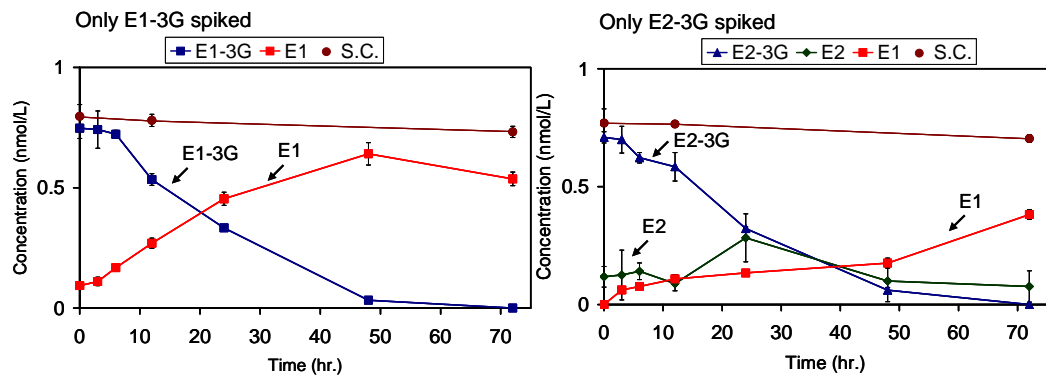 Only E1-3G spiked
E1-3G E1 S.C.
Concentration (nmol/L)
1
0.5
0
E1-3G
E1
0 10 20 30 40 50 60 70
Time (hr.)
Only E2-3G spiked
E2-3G E2 E1 S.C.
Concentration (nmol/L)
1
0.5
0
E2-3G
E2
E1
0 10 20 30 40 50 60 70
Time (hr.)